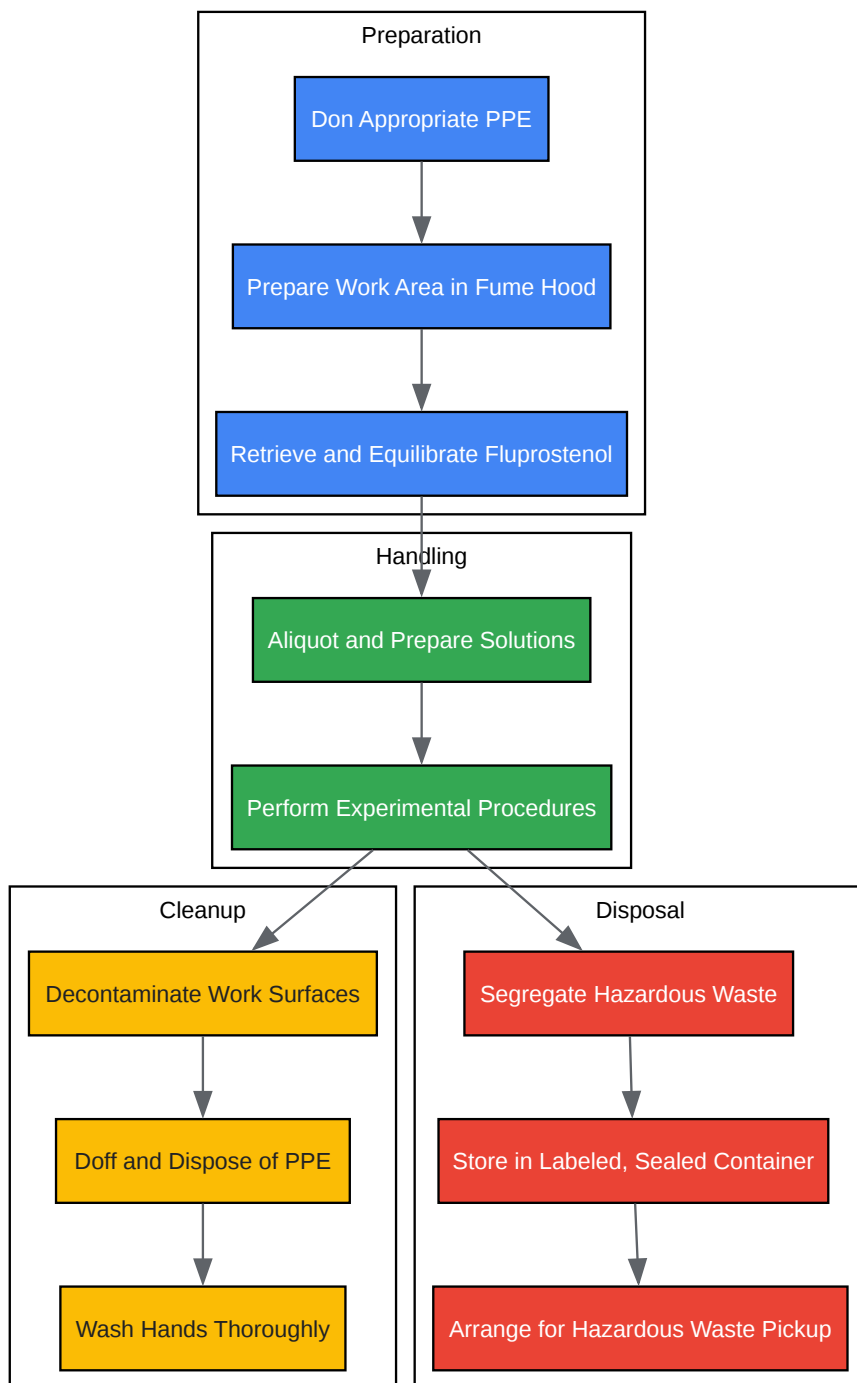 Preparation
Don Appropriate PPE
Prepare Work Area in Fume Hood
Retrieve and Equilibrate Fluprostenol
Handling
Aliquot and Prepare Solutions
Perform Experimental Procedures
Cleanup
Decontaminate Work Surfaces
Doff and Dispose of PPE
Wash Hands Thoroughly
Disposal
Segregate Hazardous Waste
Store in Labeled, Sealed Container
Arrange for Hazardous Waste Pickup